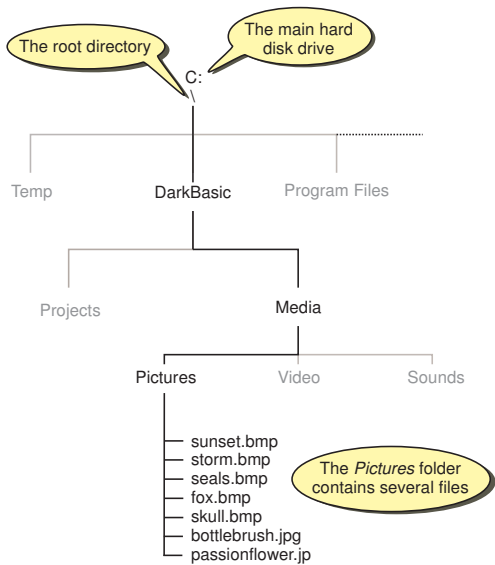 The root directory
The main hard
disk drive
C:
\
Temp
DarkBasic
Program Files
Projects
Media
Pictures
Video
Sounds
sunset.bmp
storm.bmp
seals.bmp
fox.bmp
skull.bmp
bottlebrush.jpg
passionflower.jp
The Pictures folder
contains several files